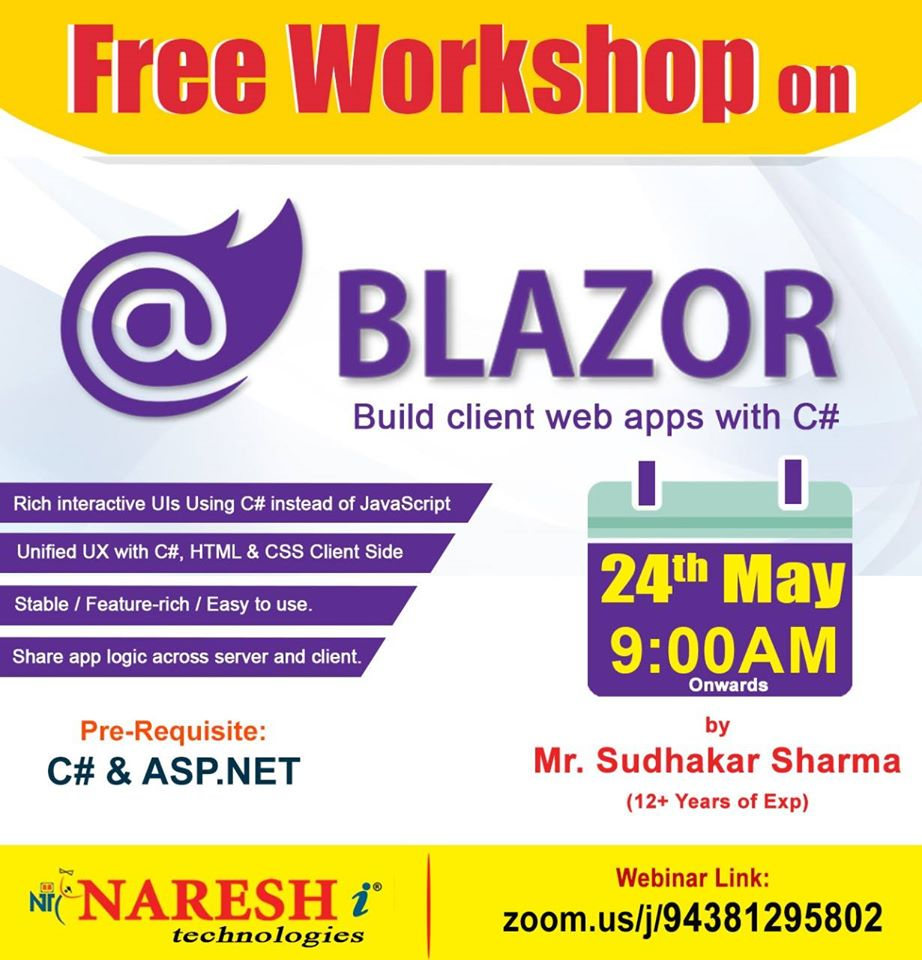 Free Workshop on
@
BLAZOR
Build client web apps with C#
Rich interactive UIs Using C# instead of JavaScript
Unified UX with C#, HTML & CSS Client Side
Stable / Feature-rich / Easy to use.
Share app logic across server and client.
24th May
9:00AM
Onwards
Pre-Requisite:
C# & ASP.NET
by
Mr. Sudhakar Sharma
(12+ Years of Exp)
NT NARESH i®
technologies
Webinar Link:
zoom.us/j/94381295802